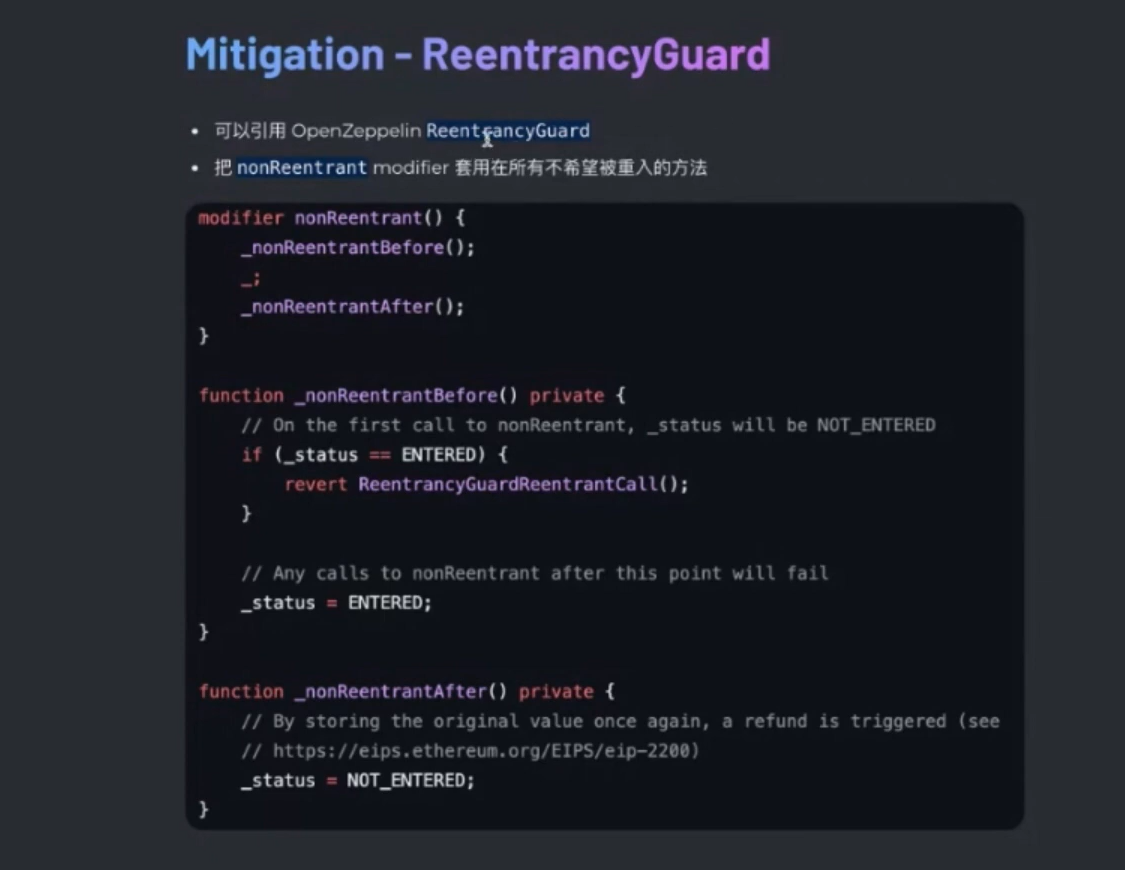 Mitigation - ReentrancyGuard
• 可以引用 OpenZeppelin ReentrancyGuard
• 把 nonReentrant modifier 套用在所有不希望被重入的方法
modifier nonReentrant() {
    _nonReentrantBefore();
    _;
    _nonReentrantAfter();
}
function _nonReentrantBefore() private {
    // On the first call to nonReentrant, _status will be NOT_ENTERED
    if (_status == ENTERED) {
        revert ReentrancyGuardReentrantCall();
    }
    // Any calls to nonReentrant after this point will fail
    _status = ENTERED;
}
function _nonReentrantAfter() private {
    // By storing the original value once again, a refund is triggered (see
    // https://eips.ethereum.org/EIPS/eip-2200)
    _status = NOT_ENTERED;
}